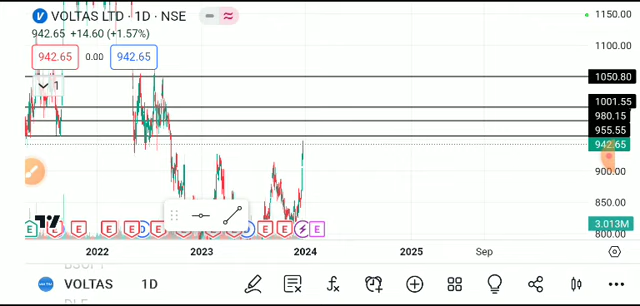 VOLTAS LTD · 1D · NSE
942.65 +14.60 (+1.57%)
942.65 0.00 942.65
1
1150.00
1100.00
1050.80
1001.55
980.15
955.55
942.65
900.00
850.00
3.013M
800.00
E E E E E E E E E E E
2022 2023 2024 2025 Sep
VOLTAS 1D